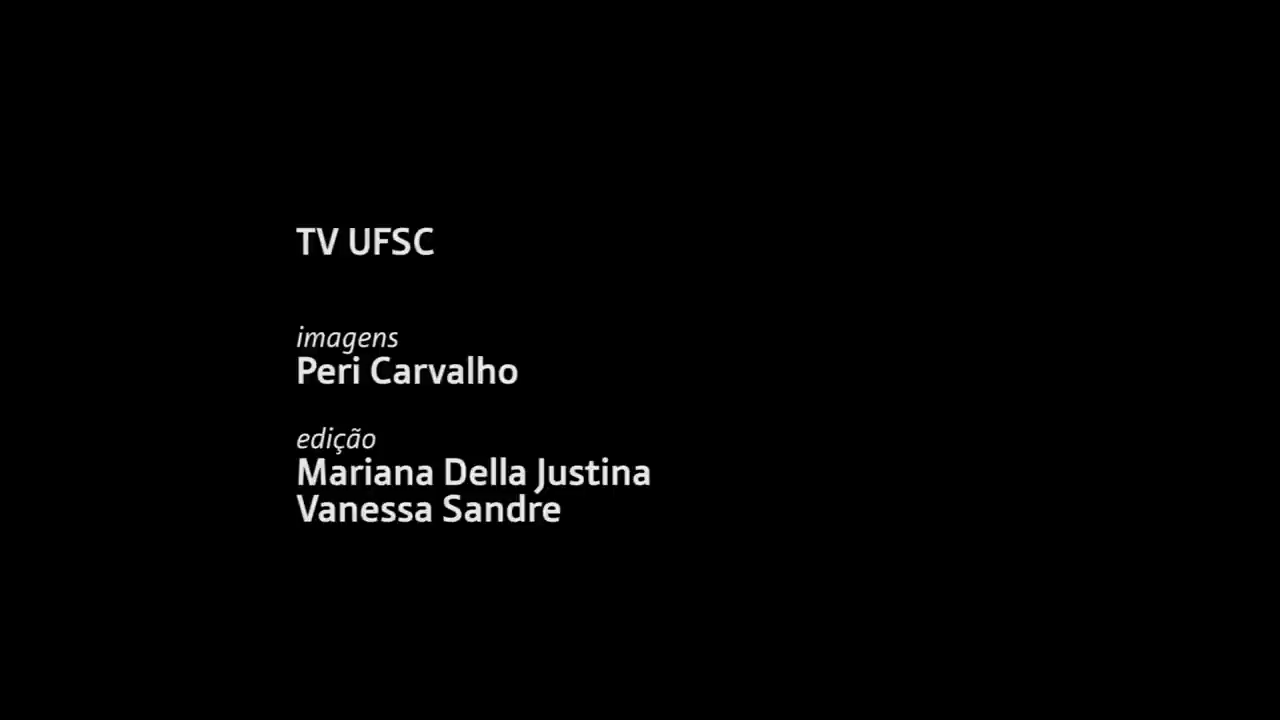 TV UFSC
imagens
Peri Carvalho
edição
Mariana Della Justina
Vanessa Sandre